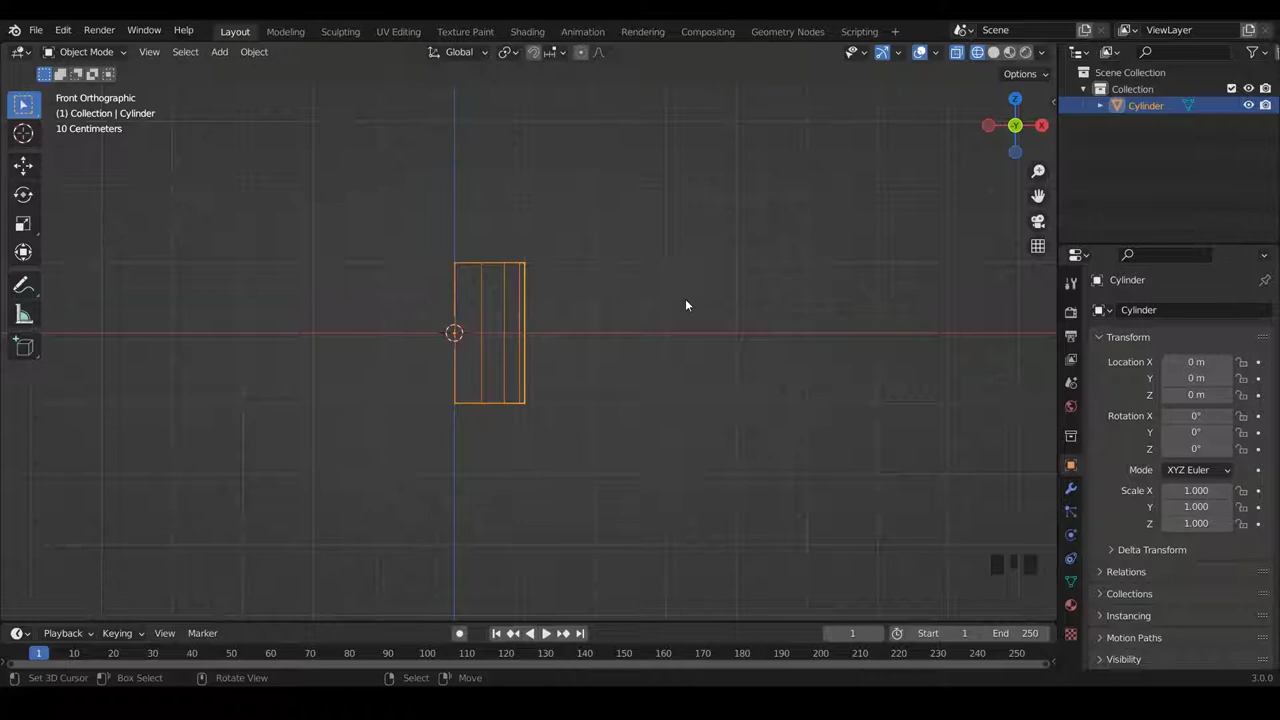 File Edit Render Window Help Layout Modeling Sculpting UV Editing Texture Paint Shading Animation Rendering Compositing Geometry Nodes Scripting + Scene ViewLayer
Object Mode View Select Add Object Global
Options
Front Orthographic
(1) Collection | Cylinder
10 Centimeters
Z
-Y
X
Scene Collection
Collection
Cylinder
Cylinder
Cylinder
Transform
Location X 0 m
Y 0 m
Z 0 m
Rotation X 0°
Y 0°
Z 0°
Mode XYZ Euler
Scale X 1.000
Y 1.000
Z 1.000
Delta Transform
Relations
Collections
Instancing
Motion Paths
Visibility
Playback Keying View Marker 1 Start 1 End 250
1 10 20 30 40 50 60 70 80 90 100 110 120 130 140 150 160 170 180 190 200 210 220 230 240 250
Set 3D Cursor Box Select Rotate View Select Move 3.0.0